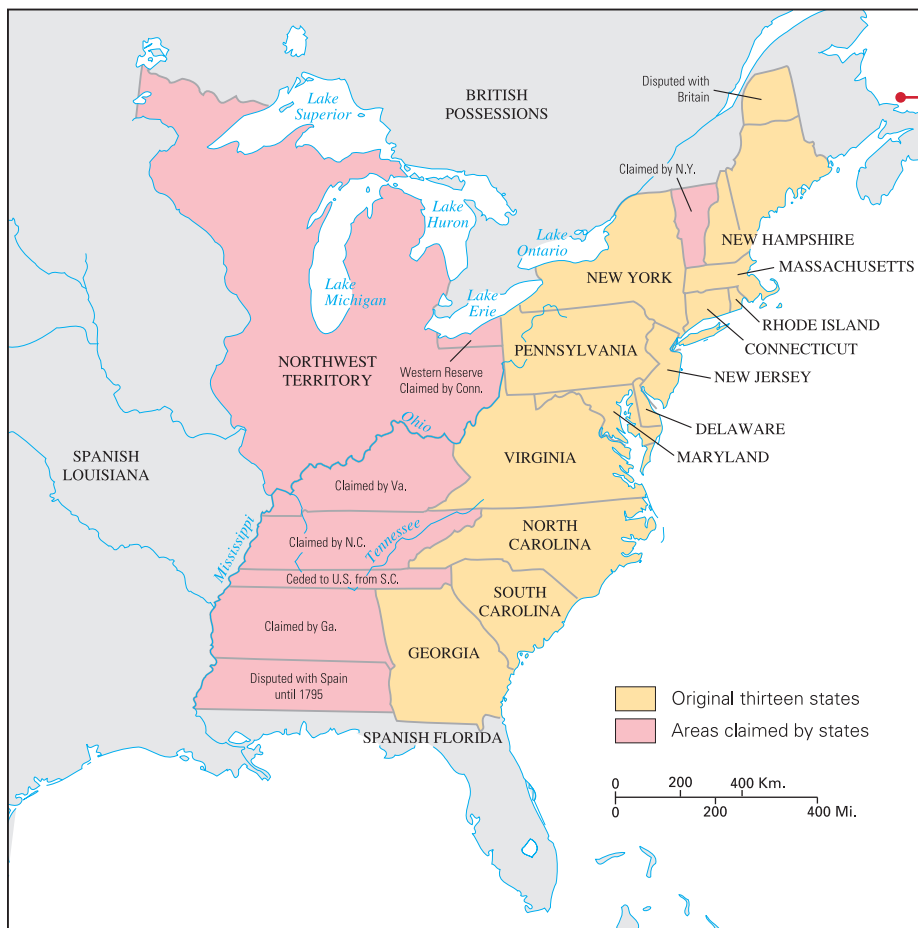 Disputed with
Britain
BRITISH
POSSESSIONS
Lake
Superior
Claimed by N.Y.
Lake
Huron
Lake
Ontario
NEW HAMPSHIRE
MASSACHUSETTS
NEW YORK
Lake
Michigan
Lake
Erie
RHODE ISLAND
CONNECTICUT
PENNSYLVANIA
NORTHWEST
TERRITORY
Western Reserve
Claimed by Conn.
NEW JERSEY
Ohio
DELAWARE
MARYLAND
SPANISH
LOUISIANA
VIRGINIA
Claimed by Va.
Mississippi
Claimed by N.C.
Tennessee
NORTH
CAROLINA
Ceded to U.S. from S.C.
SOUTH
CAROLINA
Claimed by Ga.
GEORGIA
Disputed with Spain
until 1795
SPANISH FLORIDA
Original thirteen states
Areas claimed by states
0 200 400 Km.
0 200 400 Mi.